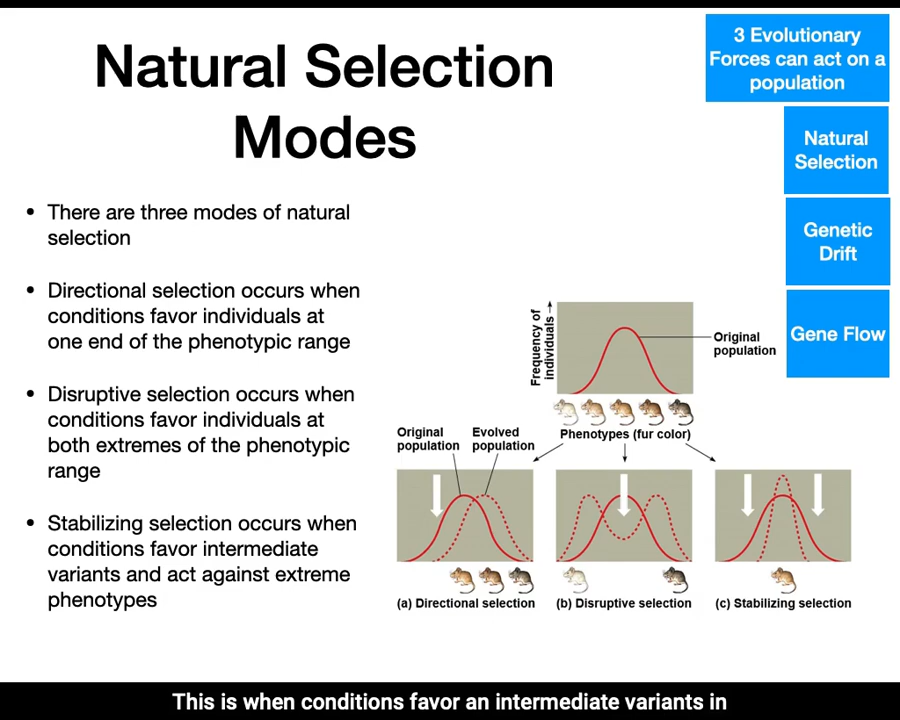 Natural Selection
Modes
3 Evolutionary
Forces can act on a
population
Natural
Selection
Genetic
Drift
Gene Flow
• There are three modes of natural
selection
• Directional selection occurs when
conditions favor individuals at
one end of the phenotypic range
• Disruptive selection occurs when
conditions favor individuals at
both extremes of the phenotypic
range
• Stabilizing selection occurs when
conditions favor intermediate
variants and act against extreme
phenotypes
Frequency of
individuals
Original
population
Phenotypes (fur color)
Original
population
Evolved
population
(a) Directional selection
(b) Disruptive selection
(c) Stabilizing selection
This is when conditions favor an intermediate variants in